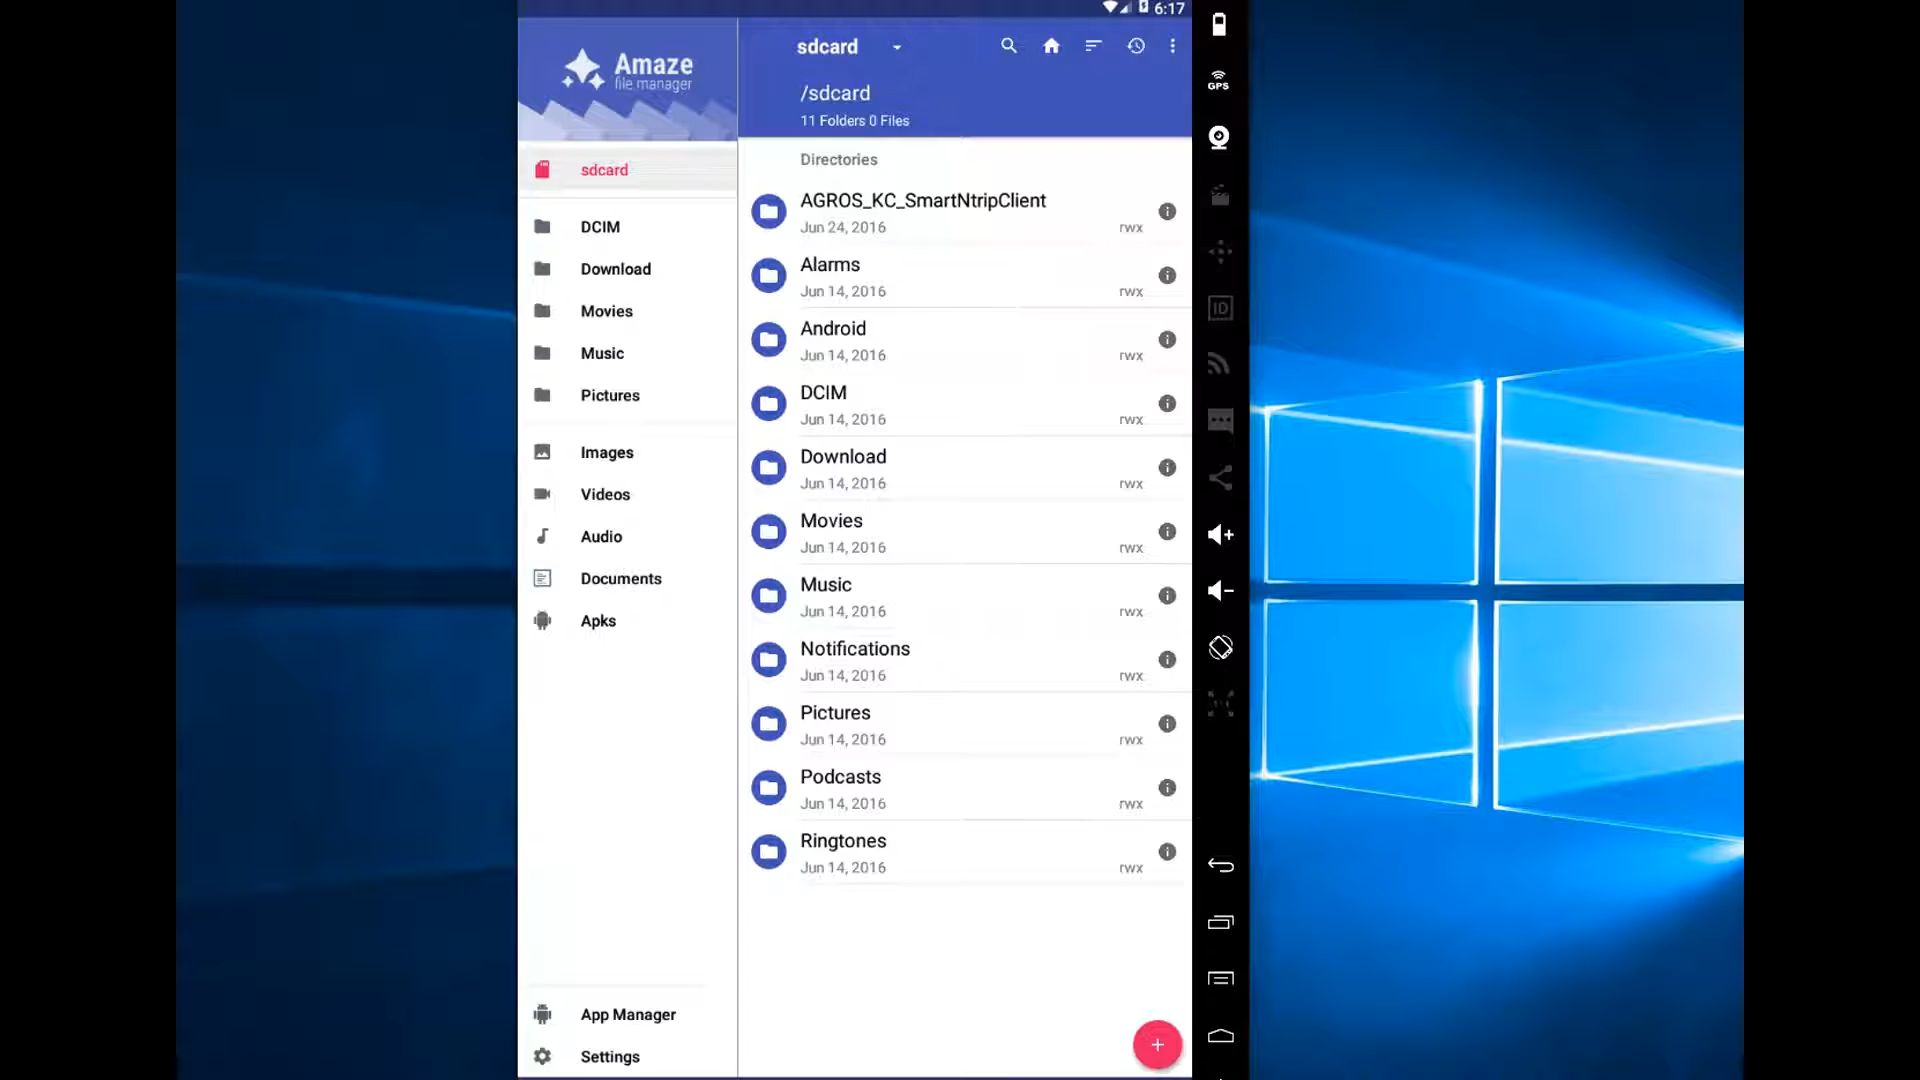 6:17
Amaze
file manager
sdcard
DCIM
Download
Movies
Music
Pictures
Images
Videos
Audio
Documents
Apks
App Manager
Settings
sdcard
/sdcard
11 Folders 0 Files
Directories
AGROS_KC_SmartNtripClient
Jun 24, 2016 rwx
Alarms
Jun 14, 2016 rwx
Android
Jun 14, 2016 rwx
DCIM
Jun 14, 2016 rwx
Download
Jun 14, 2016 rwx
Movies
Jun 14, 2016 rwx
Music
Jun 14, 2016 rwx
Notifications
Jun 14, 2016 rwx
Pictures
Jun 14, 2016 rwx
Podcasts
Jun 14, 2016 rwx
Ringtones
Jun 14, 2016 rwx
GPS
ID